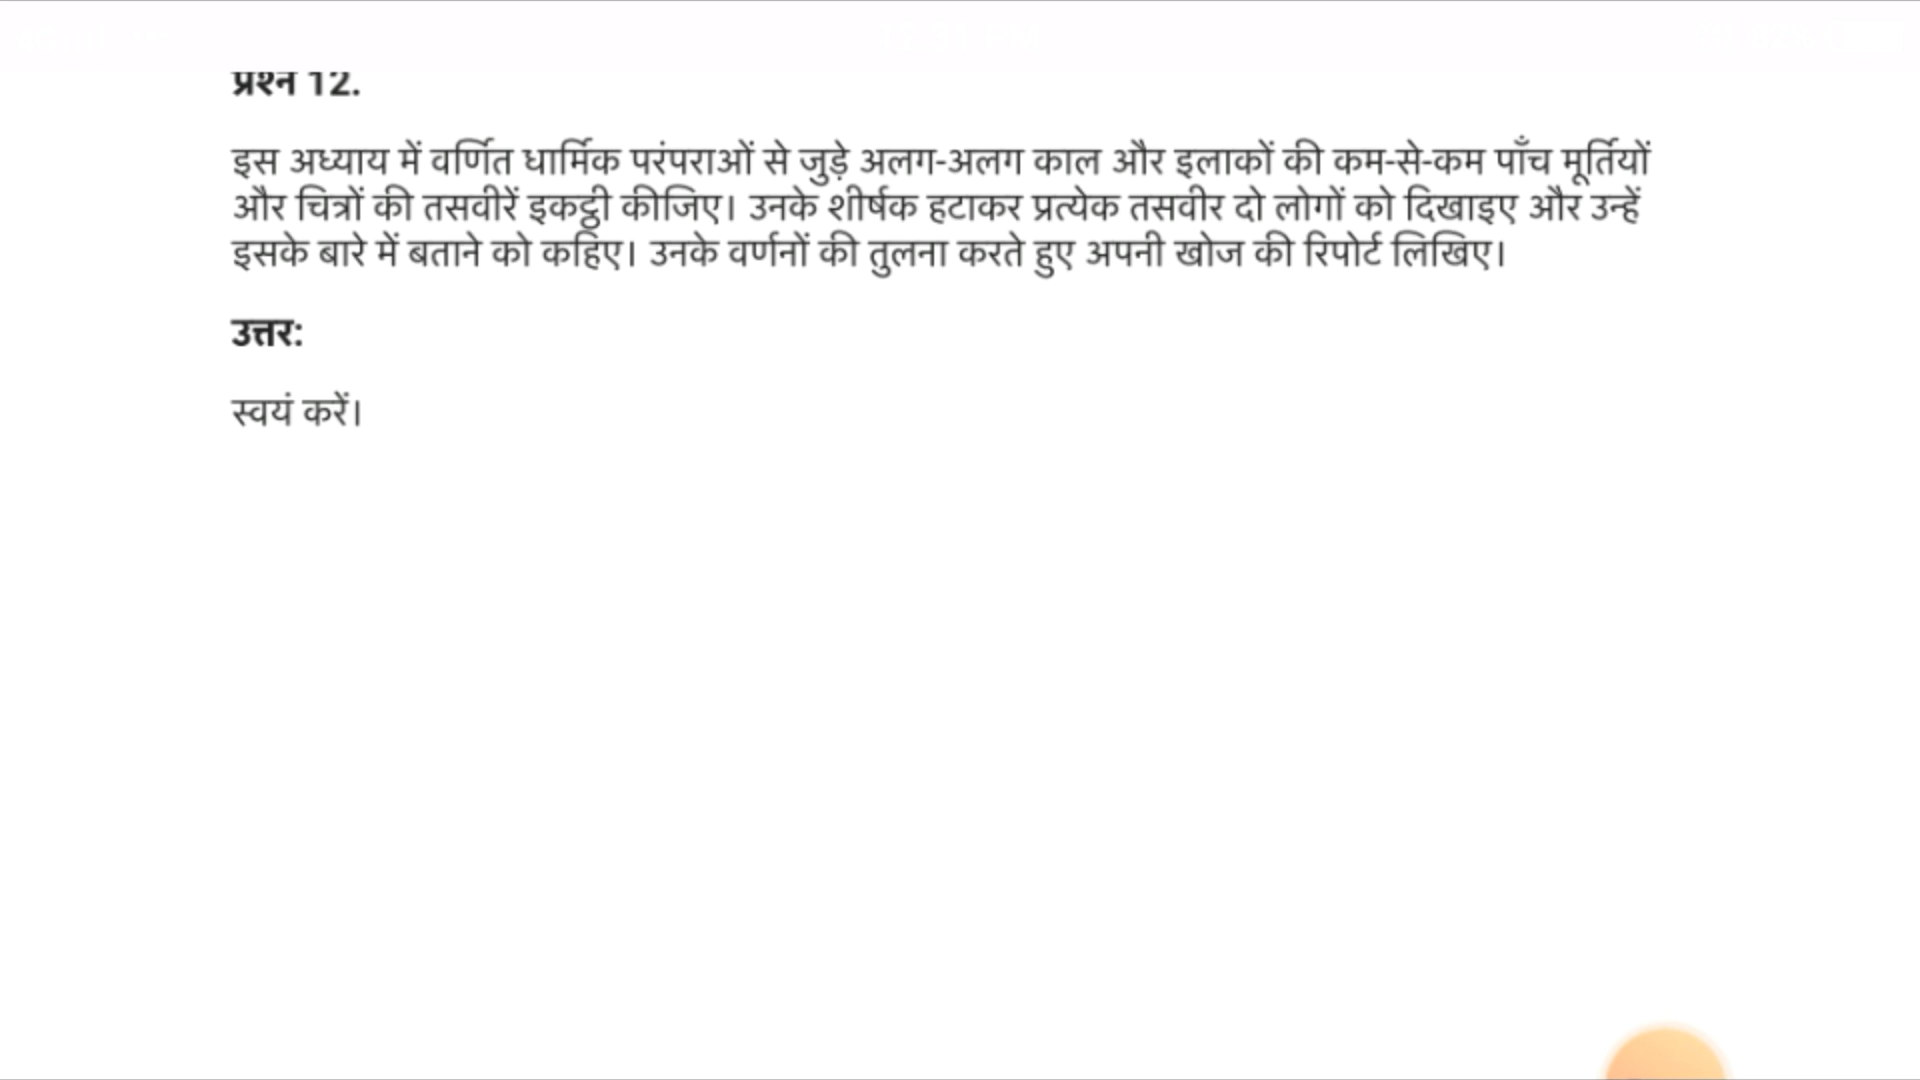 प्रश्न 12.
इस अध्याय में वर्णित धार्मिक परंपराओं से जुड़े अलग-अलग काल और इलाकों की कम-से-कम पाँच मूर्तियों
और चित्रों की तसवीरें इकट्ठी कीजिए। उनके शीर्षक हटाकर प्रत्येक तसवीर दो लोगों को दिखाइए और उन्हें
इसके बारे में बताने को कहिए। उनके वर्णनों की तुलना करते हुए अपनी खोज की रिपोर्ट लिखिए।
उत्तर:
स्वयं करें।